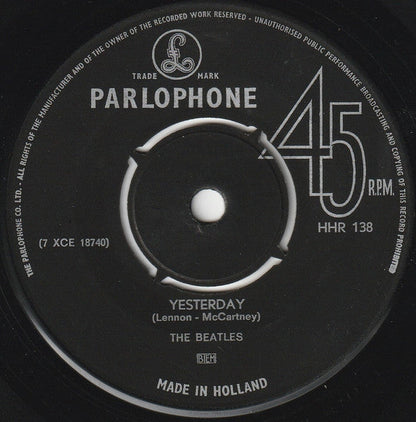 THE PARLOPHONE CO. LTD. - ALL RIGHTS OF THE MANUFACTURER AND OF THE OWNER OF THE RECORDED WORK RESERVED - UNAUTHORISED PUBLIC PERFORMANCE BROADCASTING AND COPYING OF THIS RECORD PROHIBITED
£
TRADE MARK
PARLOPHONE
45
R.P.M.
HHR 138
(7 XCE 18740)
YESTERDAY
(Lennon - McCartney)
THE BEATLES
BIEM
MADE IN HOLLAND